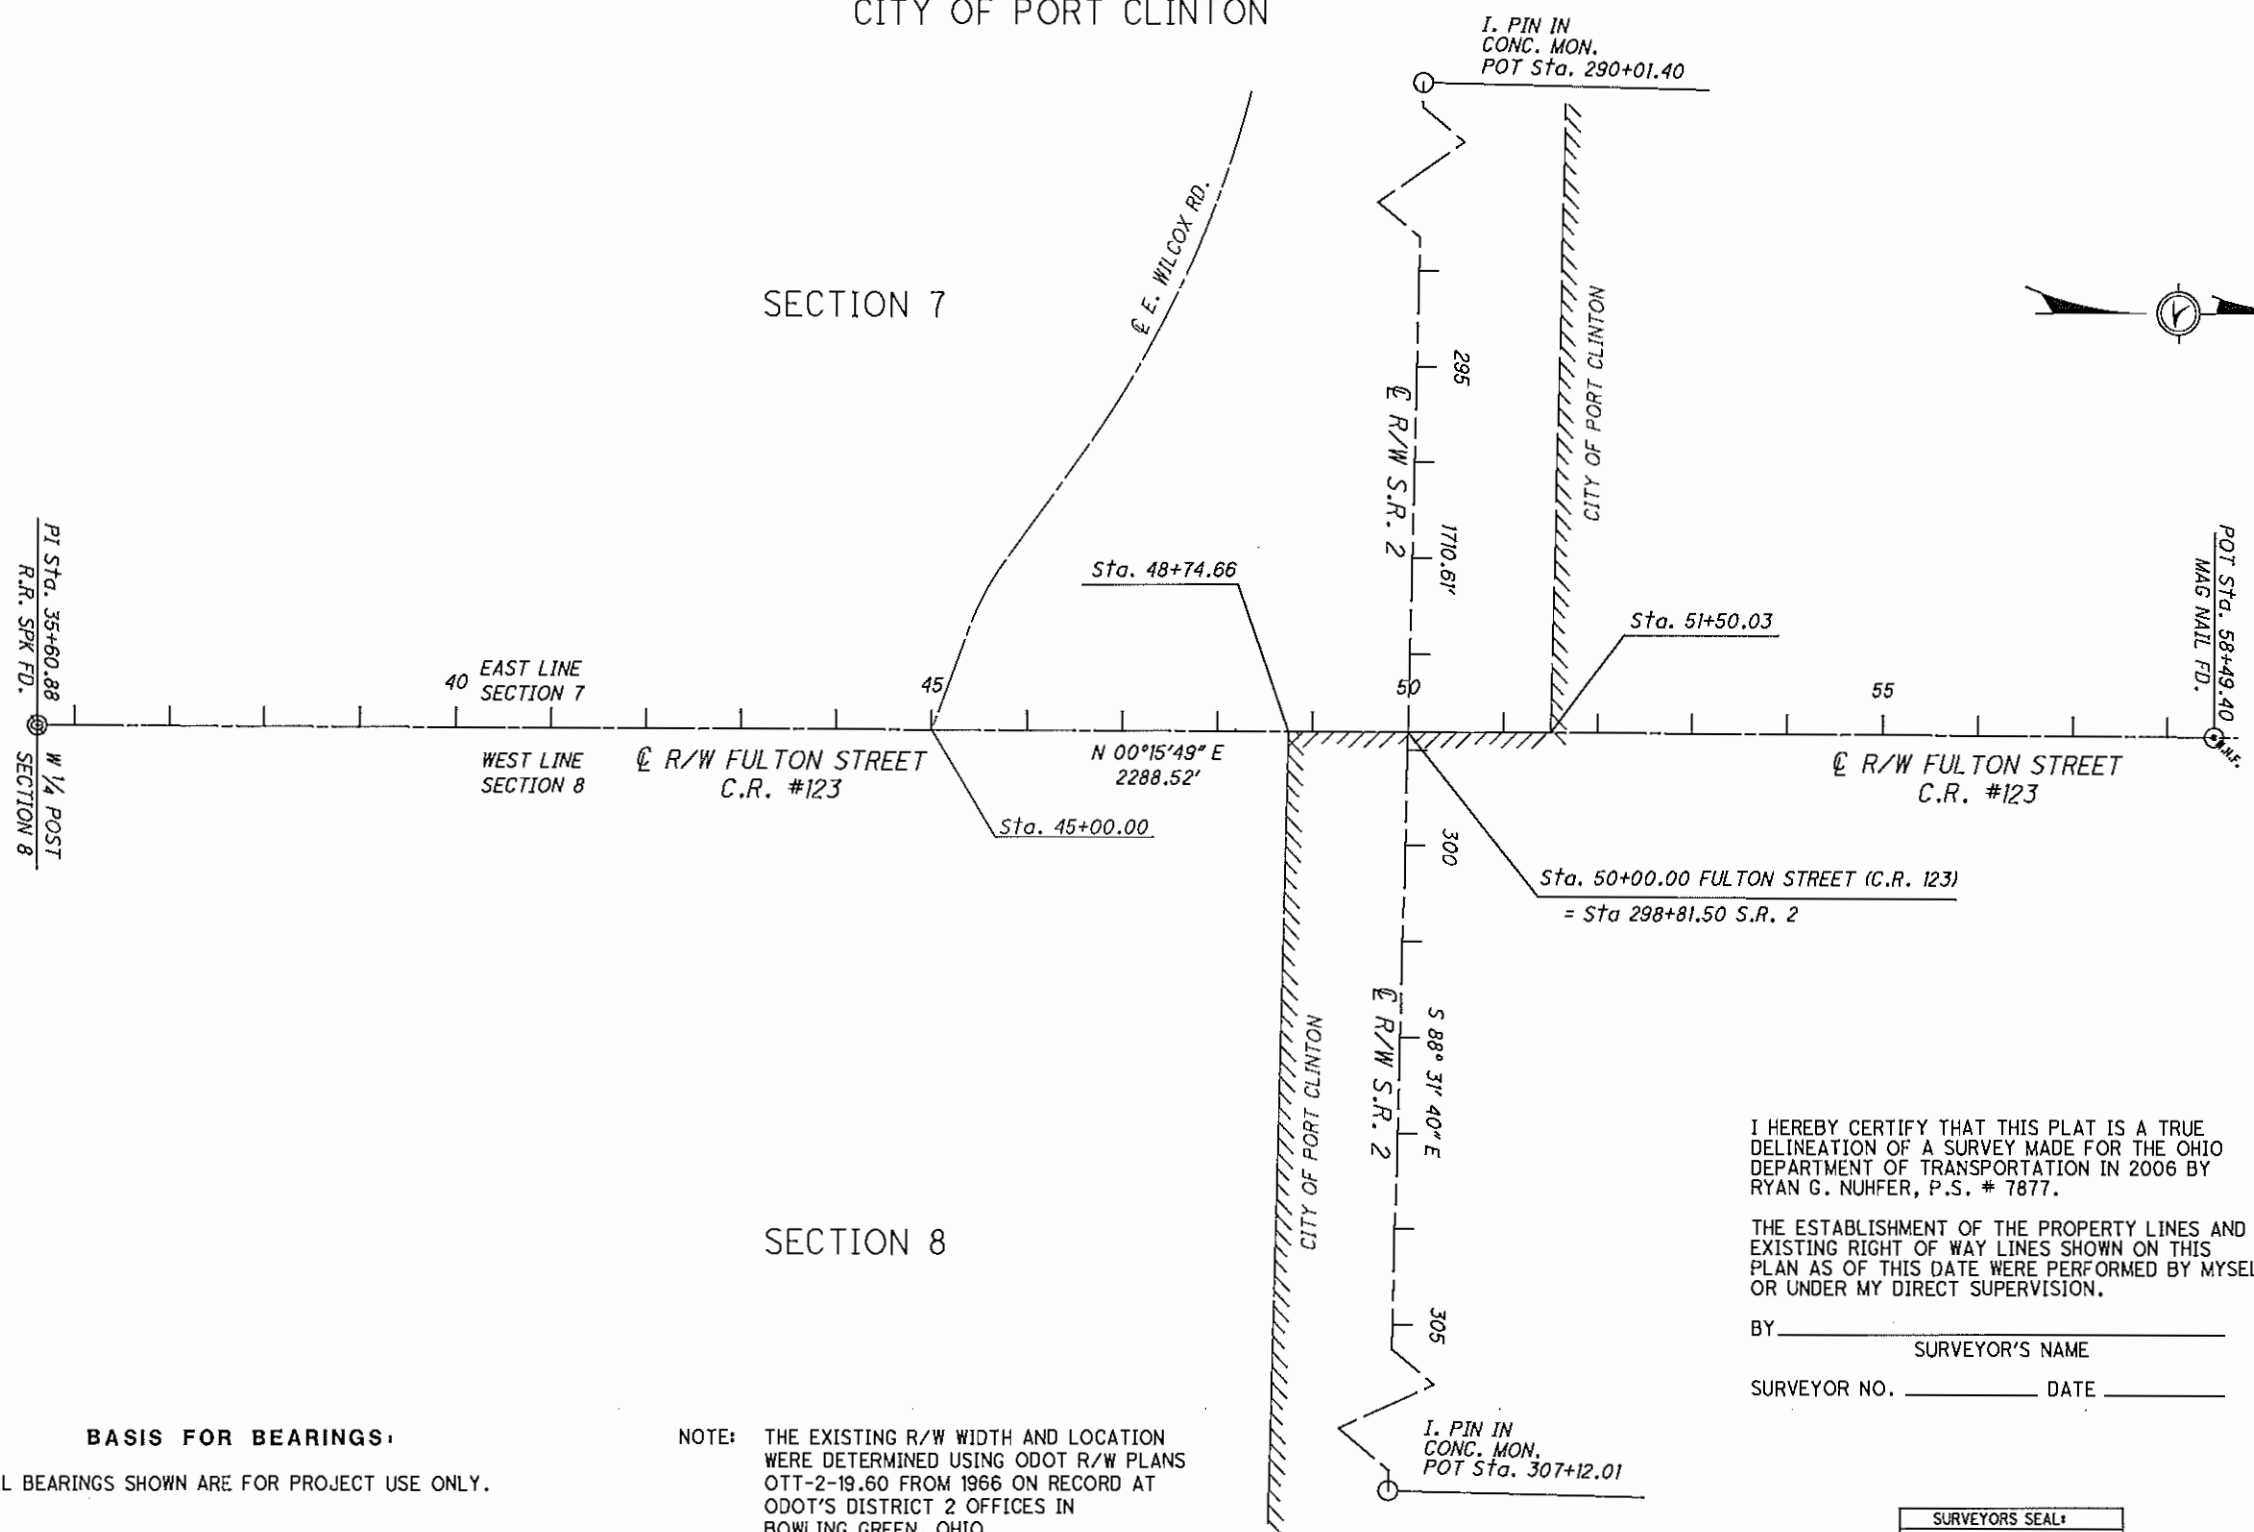 CITY OF PORT CLINTON
I. PIN IN
CONC. MON.
POT Sta. 290+01.40
℄ E. WILCOX RD.
SECTION 7
CITY OF PORT CLINTON
295
℄ R/W S.R. 2
1710.61'
Sta. 48+74.66
Sta. 51+50.03
PI Sta. 35+60.88
R.R. SPK FD.
W 1/4 POST
SECTION 8
POT Sta. 58+49.40
MAG NAIL FD.
M.N.F.
40
EAST LINE
SECTION 7
45
50
55
WEST LINE
SECTION 8
℄ R/W FULTON STREET
C.R. #123
N 00°15'49" E
2288.52'
℄ R/W FULTON STREET
C.R. #123
Sta. 45+00.00
300
Sta. 50+00.00 FULTON STREET (C.R. 123)
= Sta 298+81.50 S.R. 2
CITY OF PORT CLINTON
℄ R/W S.R. 2
S 88° 31' 40" E
SECTION 8
305
I HEREBY CERTIFY THAT THIS PLAT IS A TRUE
DELINEATION OF A SURVEY MADE FOR THE OHIO
DEPARTMENT OF TRANSPORTATION IN 2006 BY
RYAN G. NUHFER, P.S. # 7877.
THE ESTABLISHMENT OF THE PROPERTY LINES AND
EXISTING RIGHT OF WAY LINES SHOWN ON THIS
PLAN AS OF THIS DATE WERE PERFORMED BY MYSEL
OR UNDER MY DIRECT SUPERVISION.
BY
SURVEYOR'S NAME
SURVEYOR NO. DATE
BASIS FOR BEARINGS:
L BEARINGS SHOWN ARE FOR PROJECT USE ONLY.
NOTE: THE EXISTING R/W WIDTH AND LOCATION
WERE DETERMINED USING ODOT R/W PLANS
OTT-2-19.60 FROM 1966 ON RECORD AT
ODOT'S DISTRICT 2 OFFICES IN
BOWLING GREEN, OHIO
I. PIN IN
CONC. MON.
POT Sta. 307+12.01
SURVEYORS SEAL: